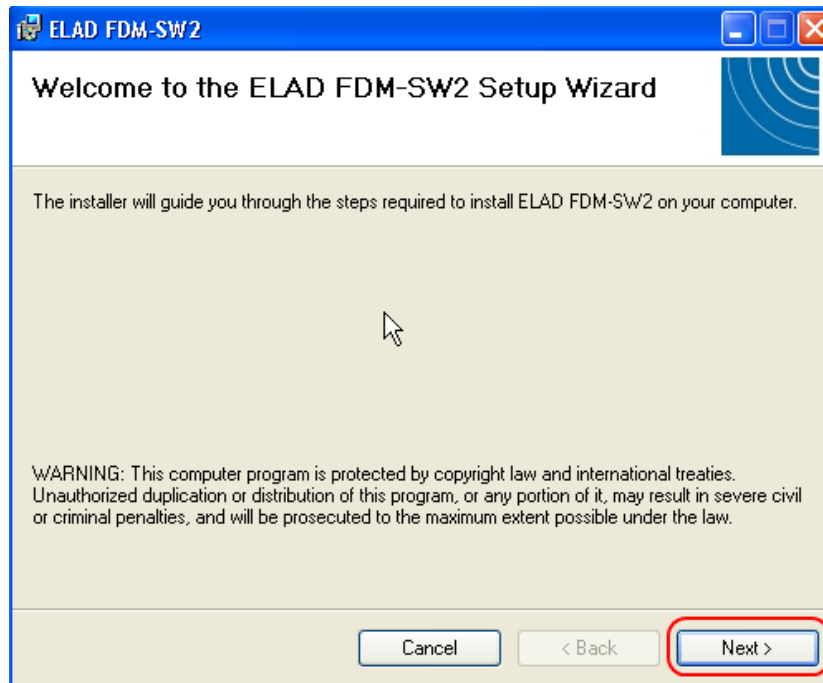 ELAD FDM-SW2
Welcome to the ELAD FDM-SW2 Setup Wizard
The installer will guide you through the steps required to install ELAD FDM-SW2 on your computer.
WARNING: This computer program is protected by copyright law and international treaties.
Unauthorized duplication or distribution of this program, or any portion of it, may result in severe civil
or criminal penalties, and will be prosecuted to the maximum extent possible under the law.
Cancel < Back Next >